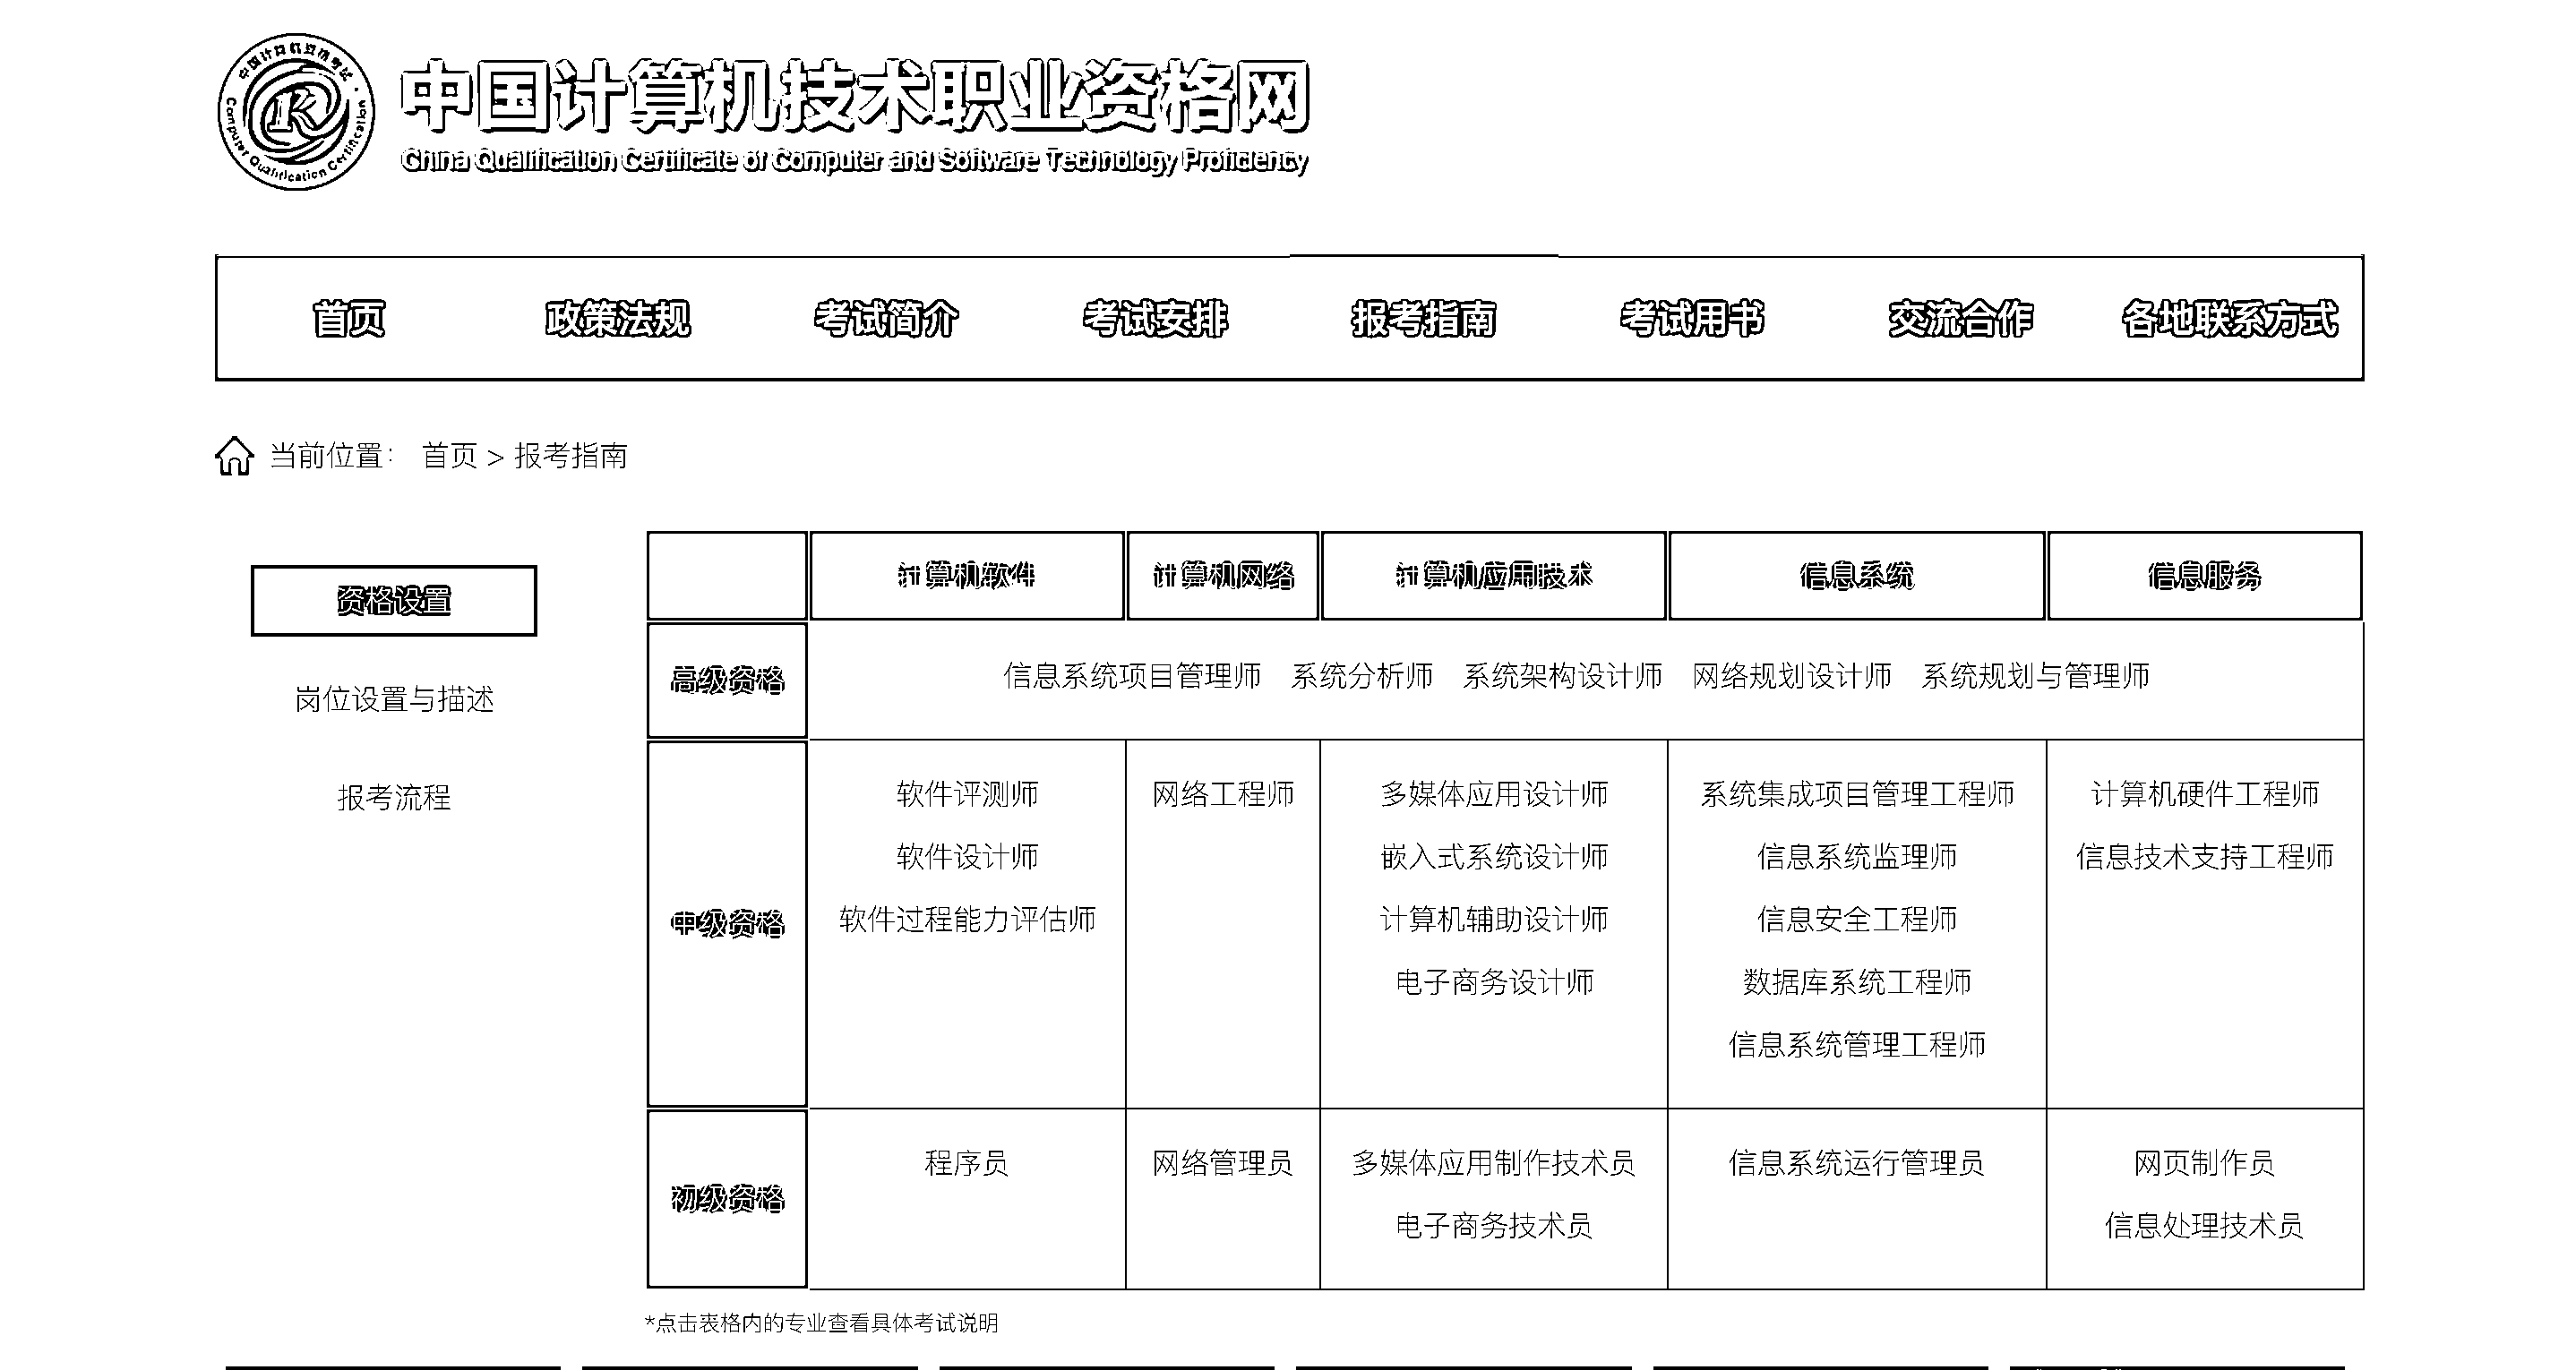 中国计算机资格考试
Computer Qualification Certification
中国计算机技术职业资格网
China Qualification Certificate of Computer and Software Technology Proficiency
首页 政策法规 考试简介 考试安排 报考指南 考试用书 交流合作 各地联系方式
当前位置： 首页 > 报考指南
资格设置
岗位设置与描述
报考流程
计算机软件 计算机网络 计算机应用技术 信息系统 信息服务
高级资格 信息系统项目管理师 系统分析师 系统架构设计师 网络规划设计师 系统规划与管理师
中级资格
软件评测师 网络工程师 多媒体应用设计师 系统集成项目管理工程师 计算机硬件工程师
软件设计师 嵌入式系统设计师 信息系统监理师 信息技术支持工程师
软件过程能力评估师 计算机辅助设计师 信息安全工程师
电子商务设计师 数据库系统工程师
信息系统管理工程师
初级资格
程序员 网络管理员 多媒体应用制作技术员 信息系统运行管理员 网页制作员
电子商务技术员 信息处理技术员
*点击表格内的专业查看具体考试说明